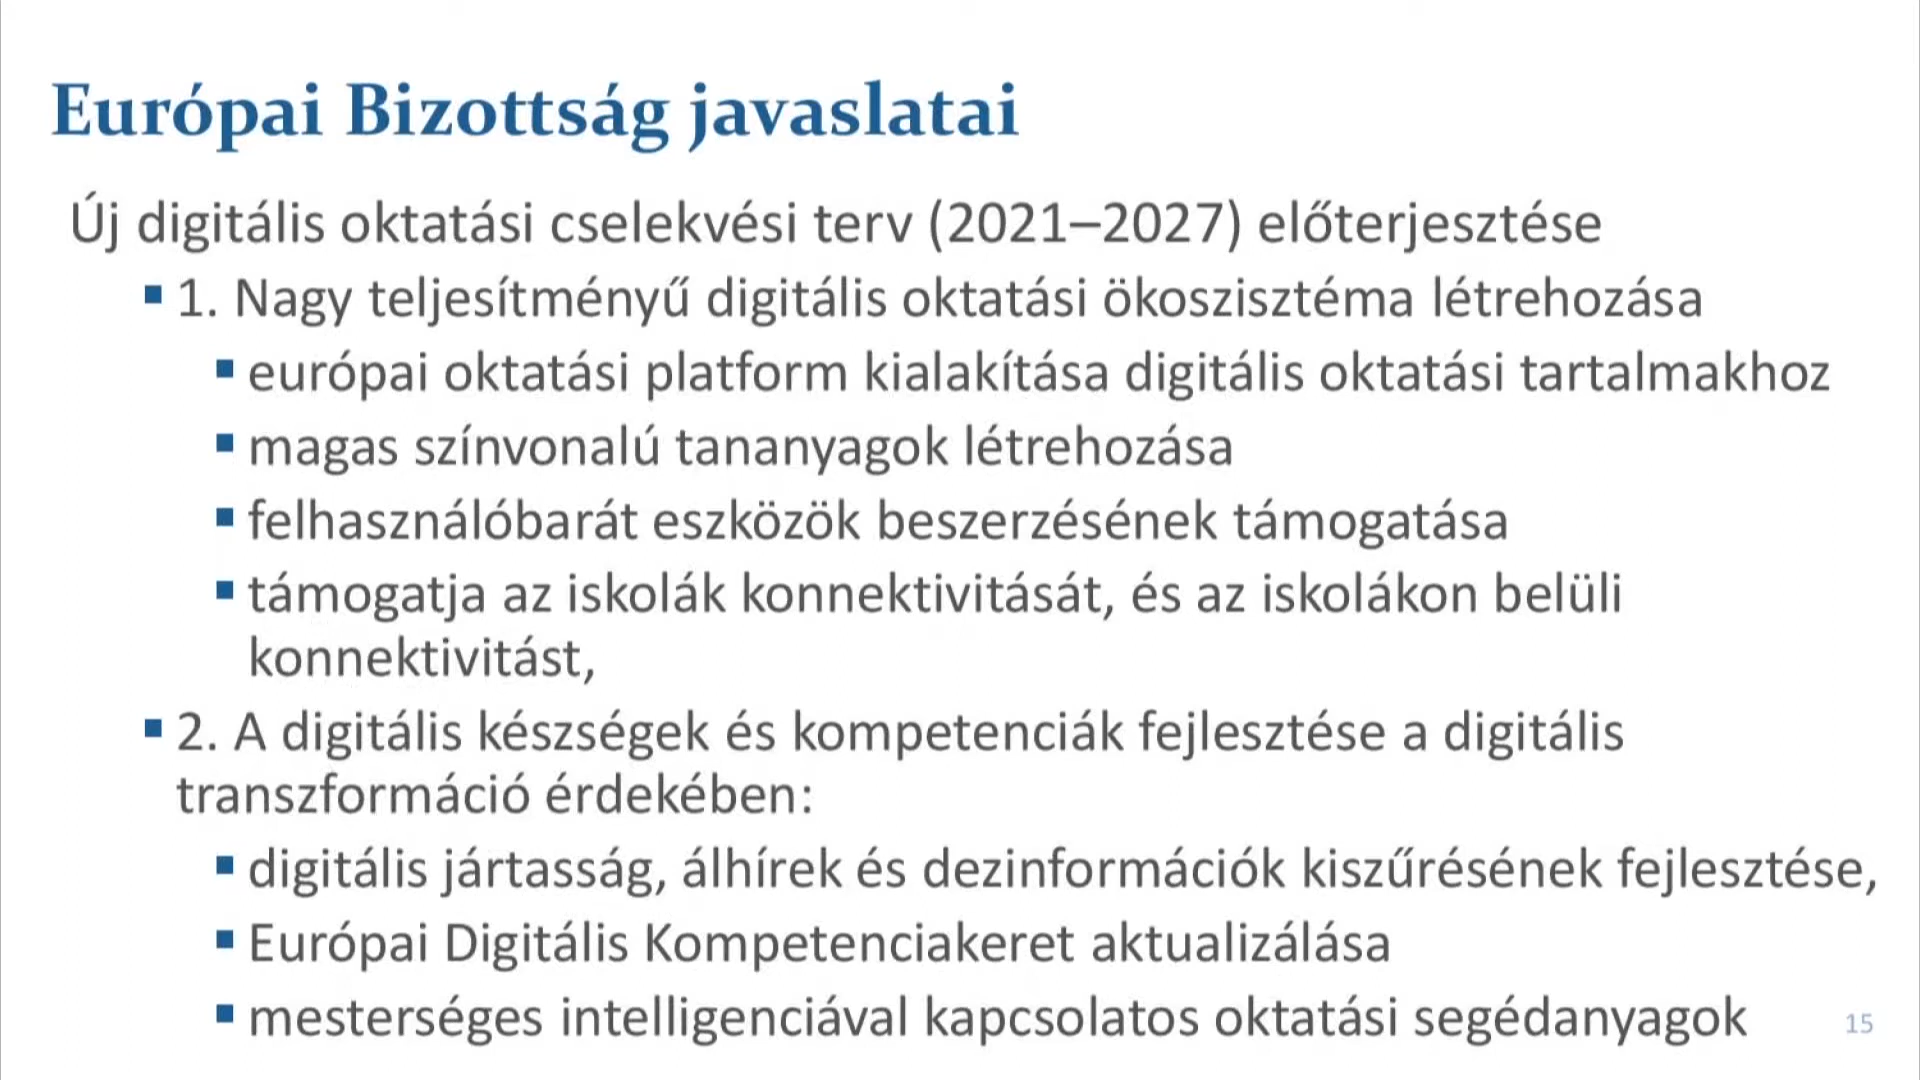 Európai Bizottság javaslatai
Új digitális oktatási cselekvési terv (2021–2027) előterjesztése
▪ 1. Nagy teljesítményű digitális oktatási ökoszisztéma létrehozása
▪ európai oktatási platform kialakítása digitális oktatási tartalmakhoz
▪ magas színvonalú tananyagok létrehozása
▪ felhasználóbarát eszközök beszerzésének támogatása
▪ támogatja az iskolák konnektivitását, és az iskolákon belüli
konnektivitást,
▪ 2. A digitális készségek és kompetenciák fejlesztése a digitális
transzformáció érdekében:
▪ digitális jártasság, álhírek és dezinformációk kiszűrésének fejlesztése,
▪ Európai Digitális Kompetenciakeret aktualizálása
▪ mesterséges intelligenciával kapcsolatos oktatási segédanyagok
15